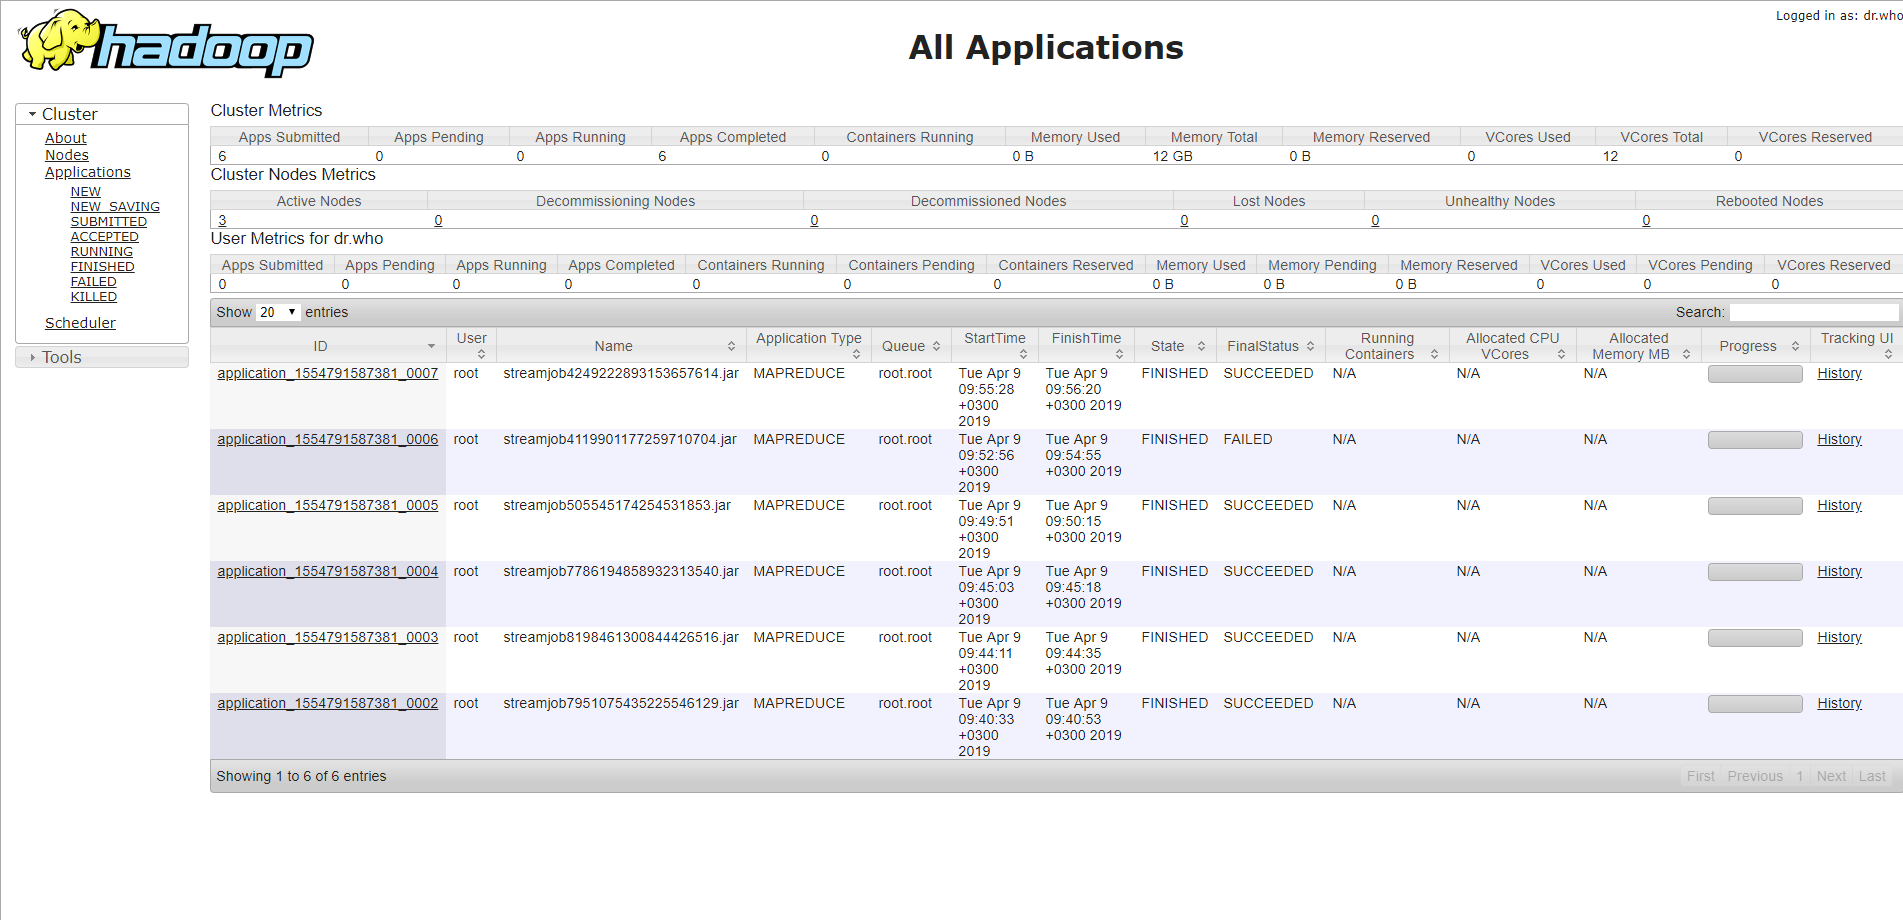 Logged in as: dr.who
hadoop
All Applications
Cluster
About
Nodes
Applications
NEW
NEW_SAVING
SUBMITTED
ACCEPTED
RUNNING
FINISHED
FAILED
KILLED
Scheduler
Tools
Cluster Metrics
Apps Submitted Apps Pending Apps Running Apps Completed Containers Running Memory Used Memory Total Memory Reserved VCores Used VCores Total VCores Reserved
6 0 0 6 0 0 B 12 GB 0 B 0 12 0
Cluster Nodes Metrics
Active Nodes Decommissioning Nodes Decommissioned Nodes Lost Nodes Unhealthy Nodes Rebooted Nodes
3 0 0 0 0 0
User Metrics for dr.who
Apps Submitted Apps Pending Apps Running Apps Completed Containers Running Containers Pending Containers Reserved Memory Used Memory Pending Memory Reserved VCores Used VCores Pending VCores Reserved
0 0 0 0 0 0 0 0 B 0 B 0 B 0 0 0
Show 20 entries Search:
ID User Name Application Type Queue StartTime FinishTime State FinalStatus Running Containers Allocated CPU VCores Allocated Memory MB Progress Tracking UI
application_1554791587381_0007 root streamjob4249222893153657614.jar MAPREDUCE root.root Tue Apr 9 09:55:28 +0300 2019 Tue Apr 9 09:56:20 +0300 2019 FINISHED SUCCEEDED N/A N/A N/A History
application_1554791587381_0006 root streamjob4119901177259710704.jar MAPREDUCE root.root Tue Apr 9 09:52:56 +0300 2019 Tue Apr 9 09:54:55 +0300 2019 FINISHED FAILED N/A N/A N/A History
application_1554791587381_0005 root streamjob505545174254531853.jar MAPREDUCE root.root Tue Apr 9 09:49:51 +0300 2019 Tue Apr 9 09:50:15 +0300 2019 FINISHED SUCCEEDED N/A N/A N/A History
application_1554791587381_0004 root streamjob7786194858932313540.jar MAPREDUCE root.root Tue Apr 9 09:45:03 +0300 2019 Tue Apr 9 09:45:18 +0300 2019 FINISHED SUCCEEDED N/A N/A N/A History
application_1554791587381_0003 root streamjob8198461300844426516.jar MAPREDUCE root.root Tue Apr 9 09:44:11 +0300 2019 Tue Apr 9 09:44:35 +0300 2019 FINISHED SUCCEEDED N/A N/A N/A History
application_1554791587381_0002 root streamjob7951075435225546129.jar MAPREDUCE root.root Tue Apr 9 09:40:33 +0300 2019 Tue Apr 9 09:40:53 +0300 2019 FINISHED SUCCEEDED N/A N/A N/A History
Showing 1 to 6 of 6 entries First Previous 1 Next Last